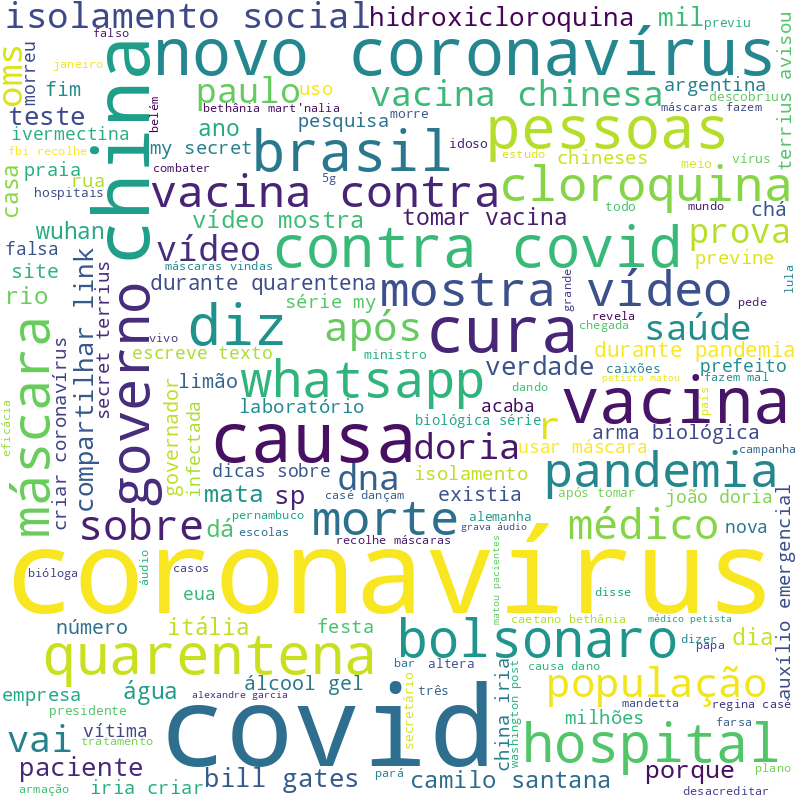 isolamento social
hidroxicloroquina
mil
previu
falso
novo coronavírus
oms
morreu
janeiro
china
fim
paulo
uso
vacina chinesa
argentina
descobriu
terrius avisou
teste
belém
bethânia mart'nalia
máscaras fazem
ivermectina
ano
pesquisa
morre
pessoas
fbi recolhe
my secret
brasil
idoso
estudo
chineses
meio
vírus
casa
praia
rua
combater
5g
hospitais
vacina contra
cloroquina
todo
mundo
chá
wuhan
vídeo mostra
tomar vacina
falsa
vídeo
contra covid
prova
site
máscaras vindas
previne
lula
compartilhar link
durante quarentena
mostra
vídeo
grande
pede
rio
secret terrius
governo
série my
revela
diz
após
cura
chegada
saúde
máscara
criar coronavírus
vivo
escreve texto
ministro
durante pandemia
verdade
caixões
prefeito
limão
whatsapp
dando
petista matou
fazem mal
governador
infectada
laboratório
acaba
vacina
pais
eficácia
causa
biológica série
r
arma biológica
doria
usar máscara
campanha
dicas sobre
dna
isolamento
pandemia
mata
sp
casé dançam
existia
após tomar
joão doria
auxílio emergencial
sobre
dá
pernambuco
morte
alemanha
grava áudio
médico
nova
escolas
recolhe máscaras
matou pacientes
coronavírus
bióloga
áudio
casos
eua
disse
número
itália
festa
caetano bethânia
médico petista
quarentena
bolsonaro
dizer
papa
dia
bar
altera
china iria
washington post
causa dano
empresa
água
álcool gel
três
secretário
população
alexandre garcia
covid
mandetta
regina casé
presidente
vítima
milhões
farsa
vai
tratamento
hospital
paciente
bill gates
pará
camilo santana
porque
plano
armação
iria criar
desacreditar